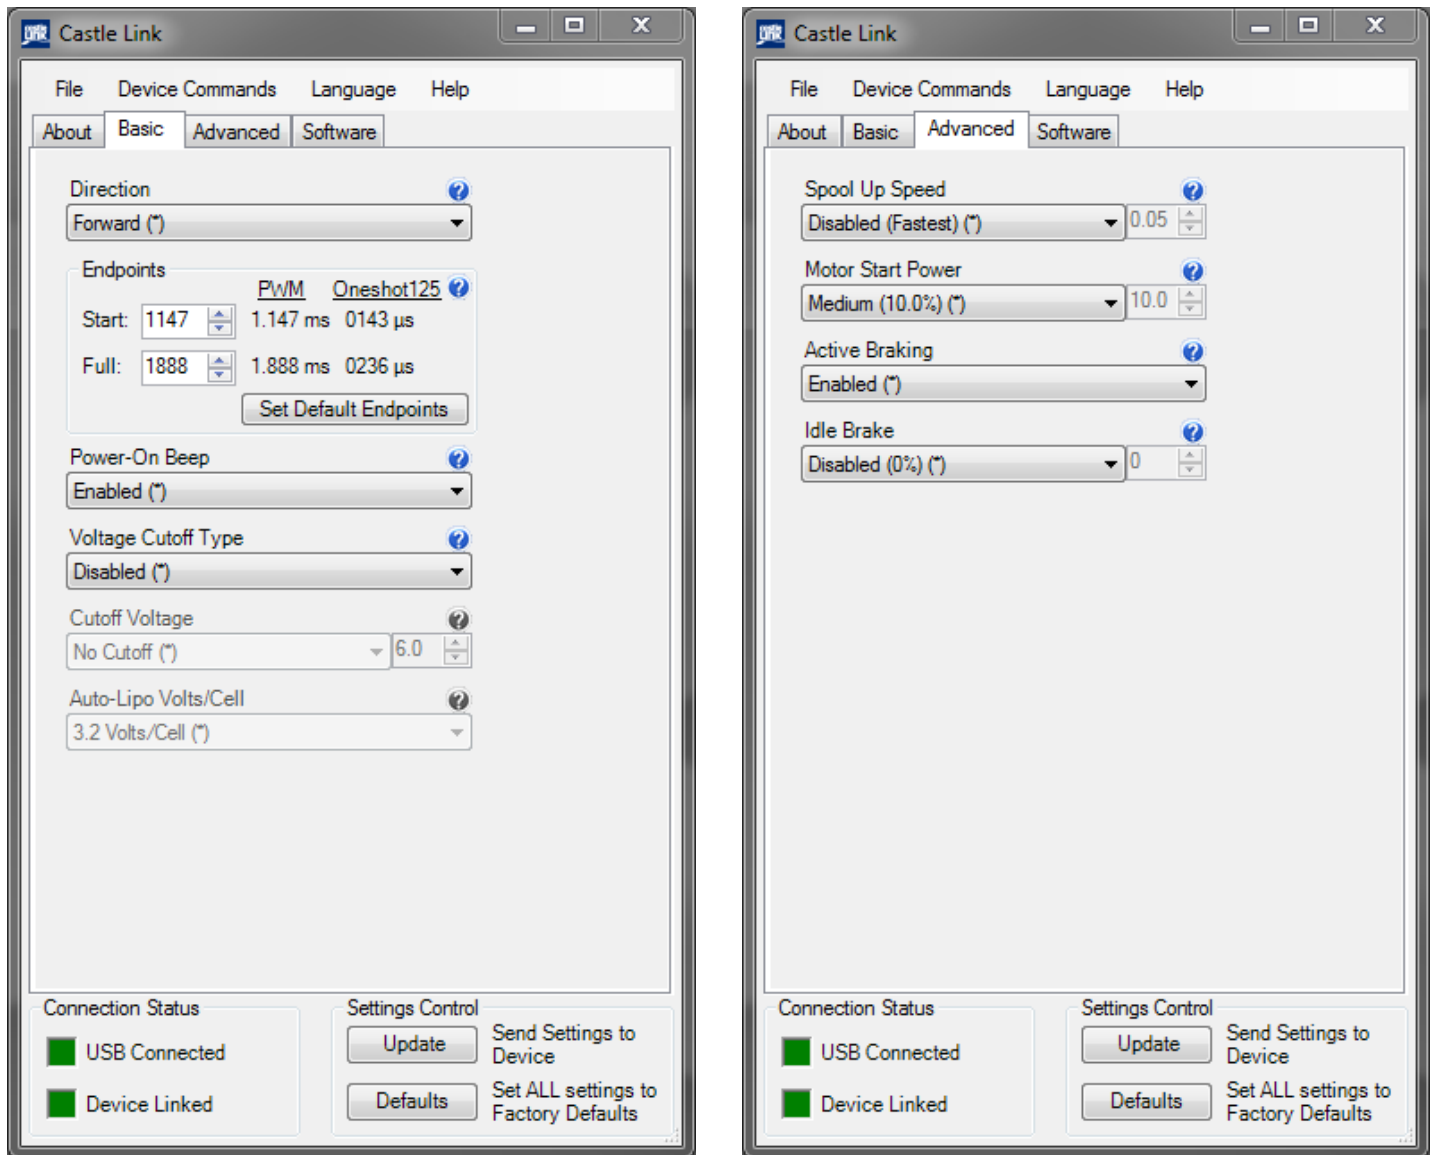 Castle Link
File Device Commands Language Help
About Basic Advanced Software
Direction
Forward (*)
Endpoints
PWM Oneshot125
Start: 1147 1.147 ms 0143 µs
Full: 1888 1.888 ms 0236 µs
Set Default Endpoints
Power-On Beep
Enabled (*)
Voltage Cutoff Type
Disabled (*)
Cutoff Voltage
No Cutoff (*) 6.0
Auto-Lipo Volts/Cell
3.2 Volts/Cell (*)
Connection Status
USB Connected
Device Linked
Settings Control
Update Send Settings to
Device
Defaults Set ALL settings to
Factory Defaults
Castle Link
File Device Commands Language Help
About Basic Advanced Software
Spool Up Speed
Disabled (Fastest) (*) 0.05
Motor Start Power
Medium (10.0%) (*) 10.0
Active Braking
Enabled (*)
Idle Brake
Disabled (0%) (*) 0
Connection Status
USB Connected
Device Linked
Settings Control
Update Send Settings to
Device
Defaults Set ALL settings to
Factory Defaults